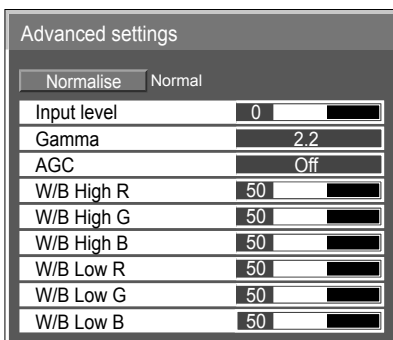 Advanced settings
Normalise Normal
Input level 0
Gamma 2.2
AGC Off
W/B High R 50
W/B High G 50
W/B High B 50
W/B Low R 50
W/B Low G 50
W/B Low B 50